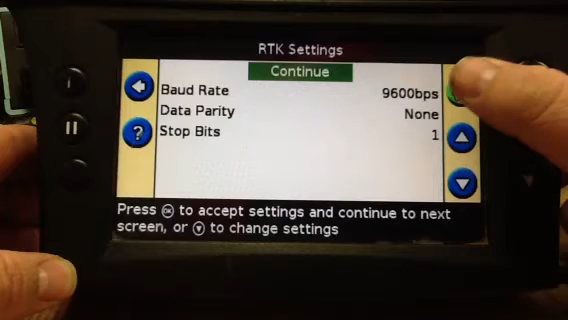 RTK Settings
Continue
Baud Rate 9600bps
Data Parity None
Stop Bits 1
?
Press OK to accept settings and continue to next
screen, or ▼ to change settings